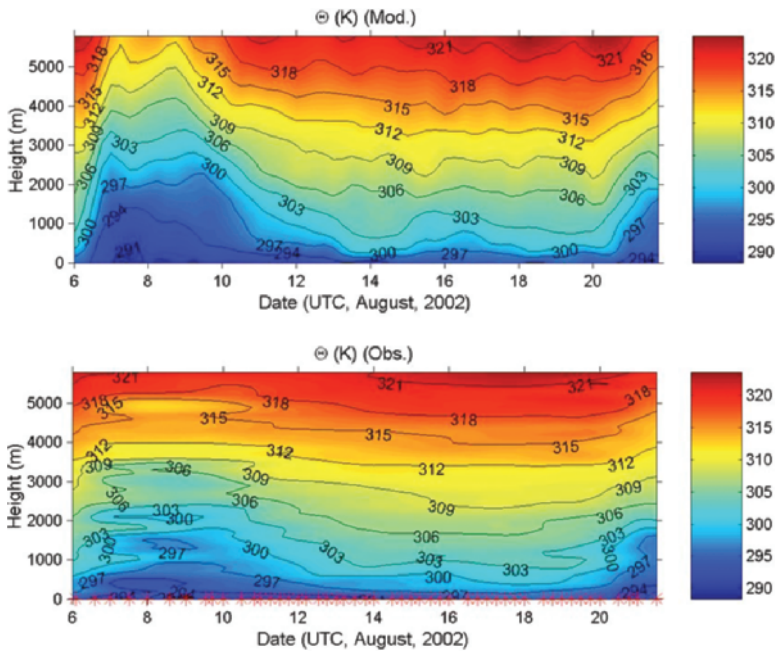 Θ (K) (Mod.)
5000
4000
3000
2000
1000
0
Height (m)
318 315 312 309 306 300
303 297 294 291
315 312 309 306 300
321 318 315 312 309 306 303 297 294
300 303 297 300
321 318 315 312 309 306 300
318 303 297 294
6 8 10 12 14 16 18 20
Date (UTC, August, 2002)
320
315
310
305
300
295
290
Θ (K) (Obs.)
5000
4000
3000
2000
1000
0
Height (m)
321 318 315 312 309 306 303 297
315 306 303 300 297
318 312 309 306 300 303 297
321 318 315 312 309 306 303 300 297
321 315 303
318 312 309 306 300 294
6 8 10 12 14 16 18 20
Date (UTC, August, 2002)
320
315
310
305
300
295
290